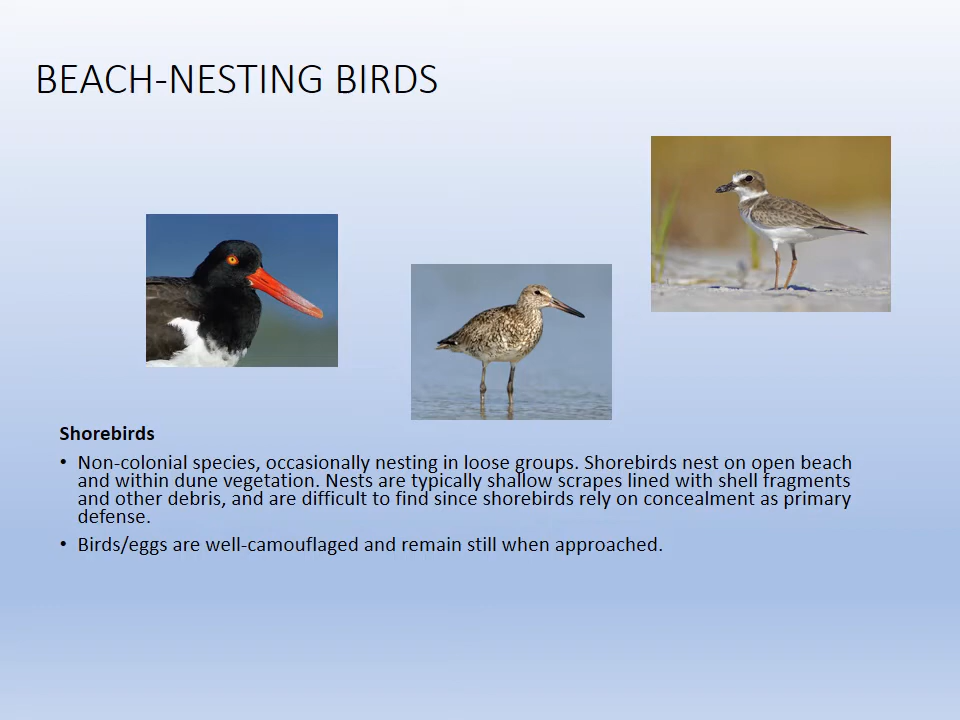 BEACH-NESTING BIRDS
Shorebirds
• Non-colonial species, occasionally nesting in loose groups. Shorebirds nest on open beach
and within dune vegetation. Nests are typically shallow scrapes lined with shell fragments
and other debris, and are difficult to find since shorebirds rely on concealment as primary
defense.
• Birds/eggs are well-camouflaged and remain still when approached.